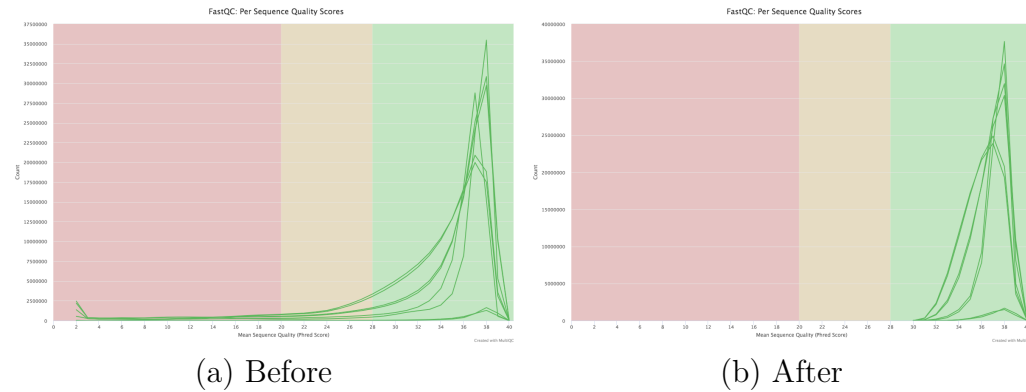 FastQC: Per Sequence Quality Scores
37500000
35000000
32500000
30000000
27500000
25000000
22500000
20000000
17500000
15000000
12500000
10000000
7500000
5000000
2500000
0
Count
0 2 4 6 8 10 12 14 16 18 20 22 24 26 28 30 32 34 36 38 40
Mean Sequence Quality (Phred Score)
Created with MultiQC
(a) Before
FastQC: Per Sequence Quality Scores
40000000
35000000
30000000
25000000
20000000
15000000
10000000
5000000
0
Count
0 2 4 6 8 10 12 14 16 18 20 22 24 26 28 30 32 34 36 38
Mean Sequence Quality (Phred Score)
Created with MultiQC
(b) After